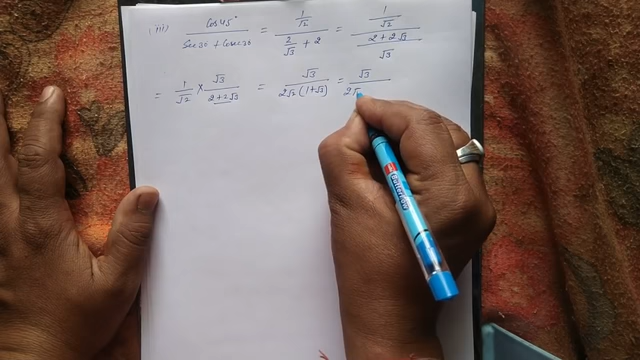 (iii) cos 45° / sec 30 + cosec 30 = 1/√2 / 2/√3 + 2 = 1/√2 / 2 + 2√3 / √3
= 1/√2 × √3 / 2+2√3 = √3 / 2√2 (1+√3) = √3 / 2√